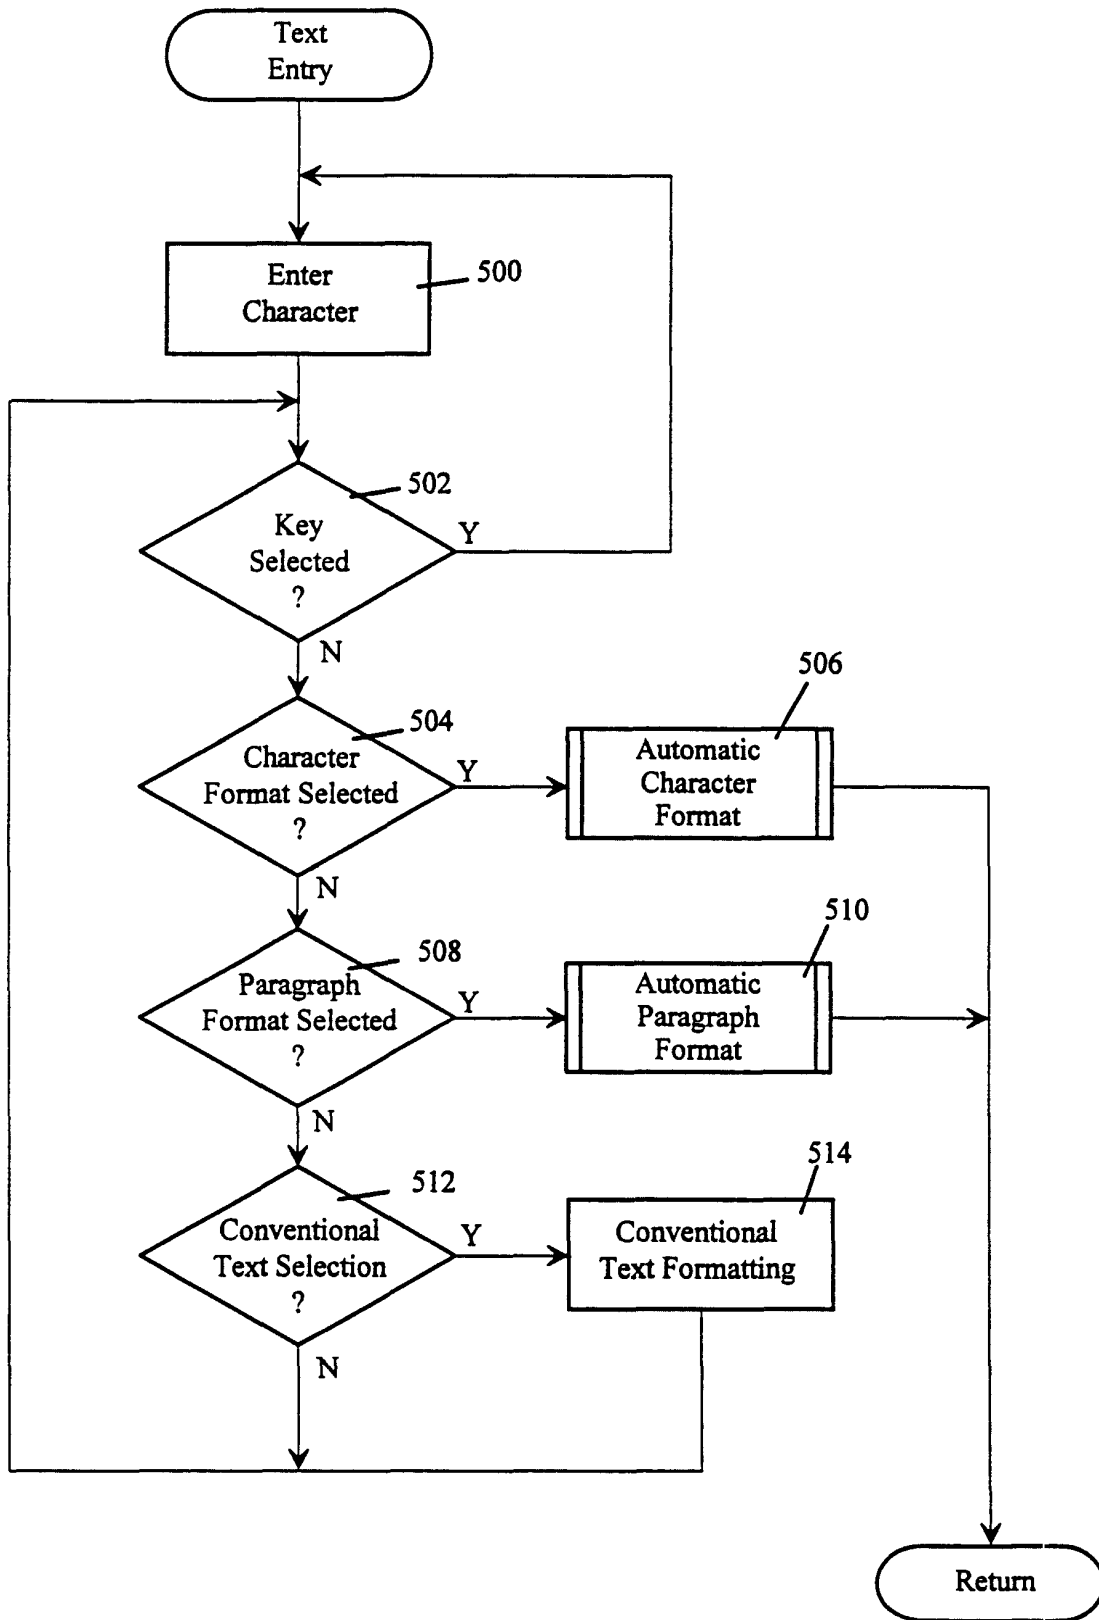 Text
Entry
Enter
Character
500
502
Key
Selected
?
Y
N
504
Character
Format Selected
?
Y
N
506
Automatic
Character
Format
508
Paragraph
Format Selected
?
Y
N
510
Automatic
Paragraph
Format
512
Conventional
Text Selection
?
Y
N
514
Conventional
Text Formatting
Return